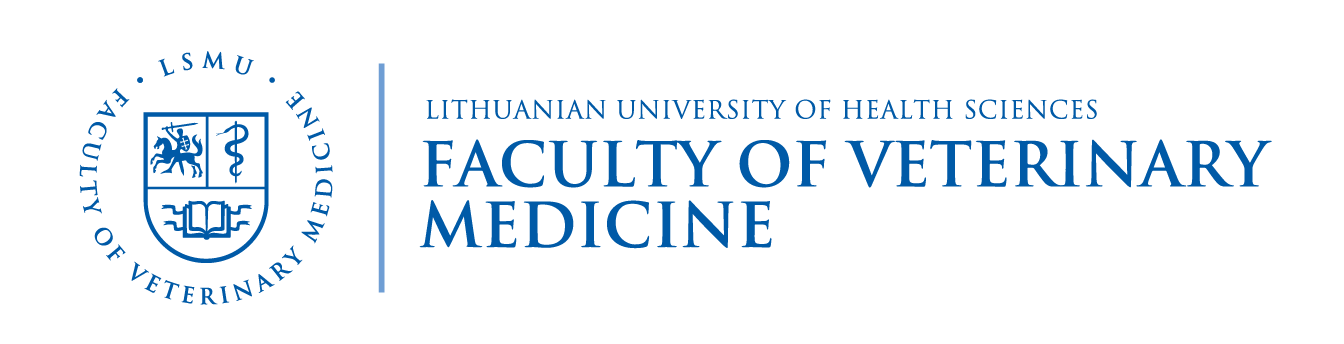 · LSMU ·
FACULTY OF VETERINARY MEDICINE
LITHUANIAN UNIVERSITY OF HEALTH SCIENCES
FACULTY OF VETERINARY
MEDICINE